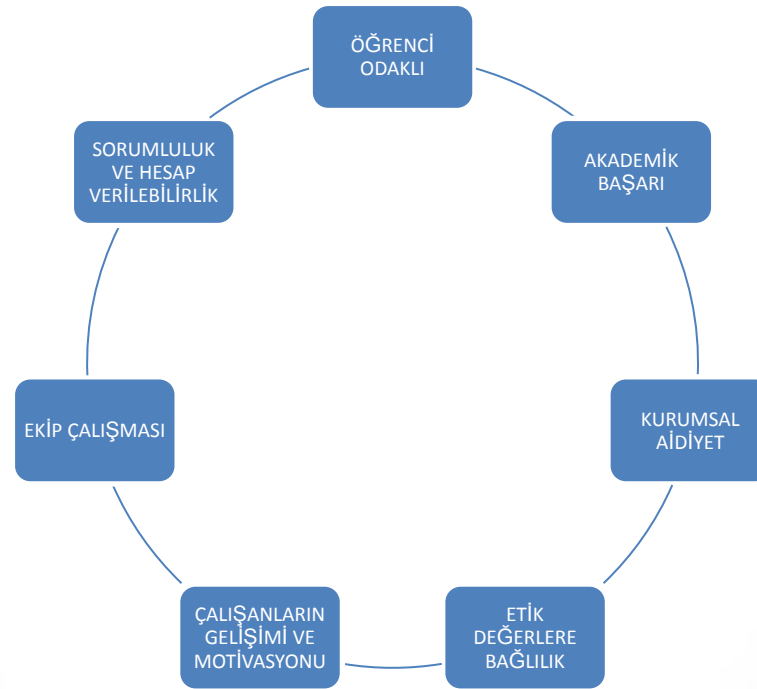 ÖĞRENCİ
ODAKLI
AKADEMİK
BAŞARI
KURUMSAL
AİDİYET
ETİK
DEĞERLERE
BAĞLILIK
ÇALIŞANLARIN
GELİŞİMİ VE
MOTİVASYONU
EKİP ÇALIŞMASI
SORUMLULUK
VE HESAP
VERİLEBİLİRLİK